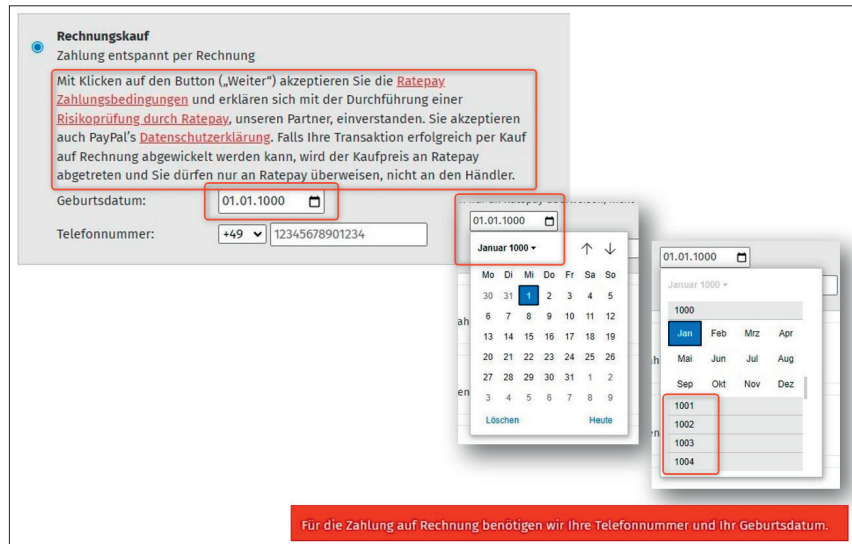 Rechnungskauf
Zahlung entspannt per Rechnung
Mit Klicken auf den Button („Weiter“) akzeptieren Sie die Ratepay
Zahlungsbedingungen und erklären sich mit der Durchführung einer
Risikoprüfung durch Ratepay, unseren Partner, einverstanden. Sie akzeptieren
auch PayPal’s Datenschutzerklärung. Falls Ihre Transaktion erfolgreich per Kauf
auf Rechnung abgewickelt werden kann, wird der Kaufpreis an Ratepay
abgetreten und Sie dürfen nur an Ratepay überweisen, nicht an den Händler.
Geburtsdatum: 01.01.1000
Telefonnummer: +49 12345678901234
01.01.1000
Januar 1000
Mo Di Mi Do Fr Sa So
30 31 1 2 3 4 5
6 7 8 9 10 11 12
13 14 15 16 17 18 19
20 21 22 23 24 25 26
27 28 29 30 31 1 2
3 4 5 6 7 8 9
Löschen Heute
01.01.1000
Januar 1000
1000
Jan Feb Mrz Apr
Mai Jun Jul Aug
Sep Okt Nov Dez
1001
1002
1003
1004
Für die Zahlung auf Rechnung benötigen wir Ihre Telefonnummer und Ihr Geburtsdatum.